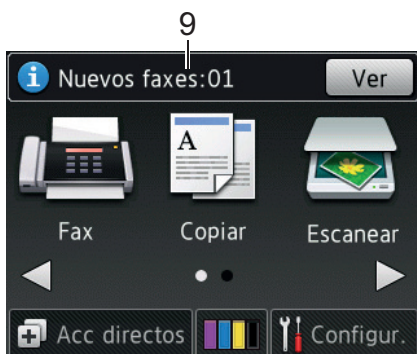 9
Nuevos faxes:01 Ver
A
Fax Copiar Escanear
Acc directos Configur.